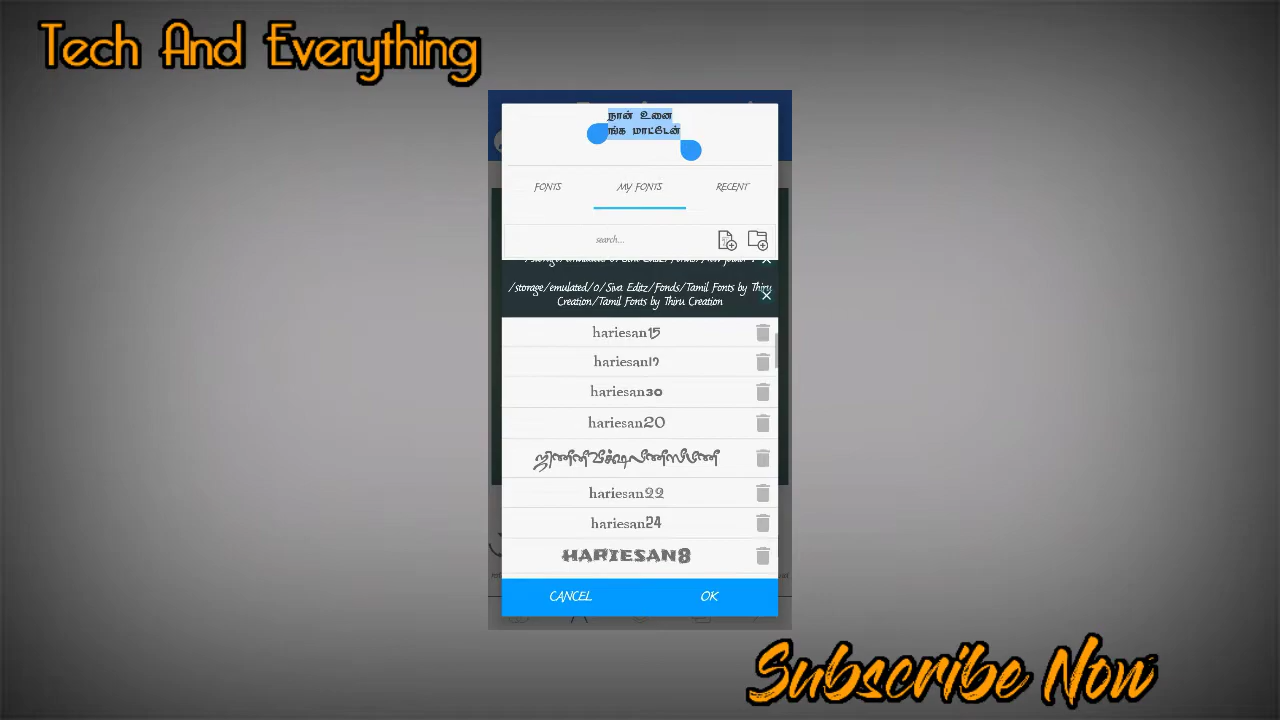 Tech And Everything
நான் உனை
ங்க மாட்டேன்
FONTS
MY FONTS
RECENT
search...
/storage/emulated/0/Siva Editz/Fonds/Tamil Fonts by Thiru
Creation/Tamil Fonts by Thiru Creation
hariesan15
hariesan17
hariesan30
hariesan20
hariesan22
hariesan24
HARIESAN8
CANCEL
OK
Subscribe Now